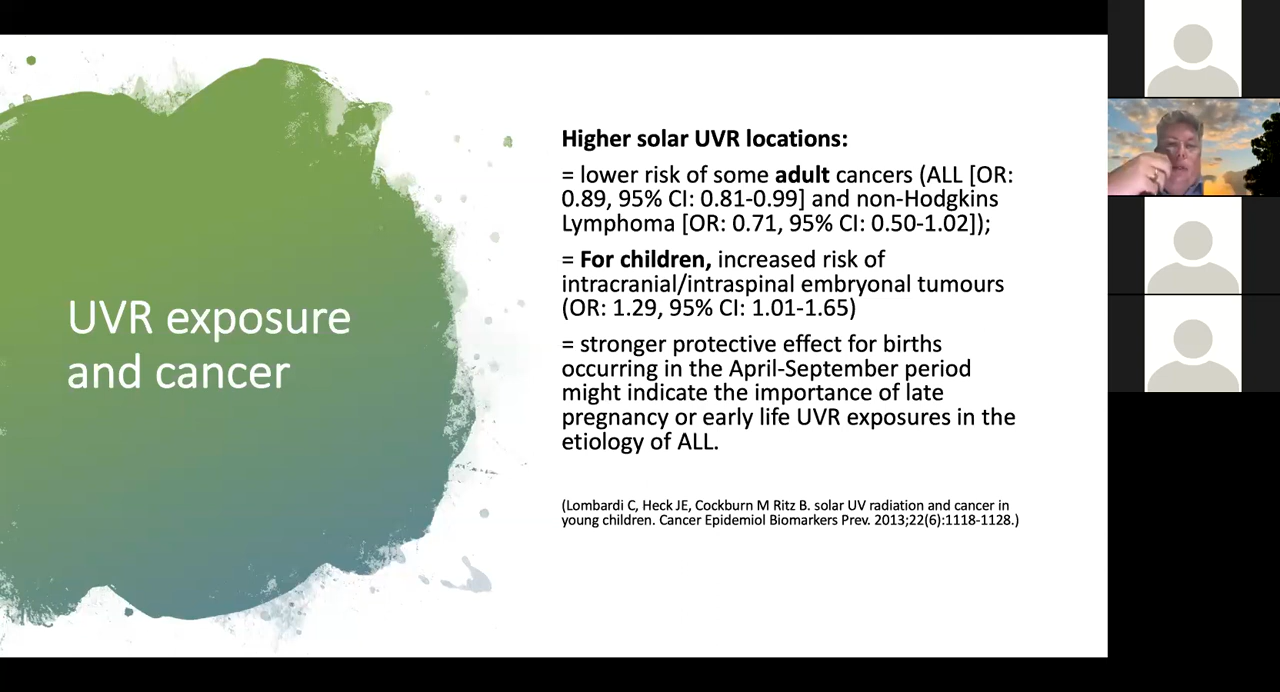 UVR exposure
and cancer
Higher solar UVR locations:
= lower risk of some adult cancers (ALL [OR:
0.89, 95% CI: 0.81-0.99] and non-Hodgkins
Lymphoma [OR: 0.71, 95% CI: 0.50-1.02]);
= For children, increased risk of
intracranial/intraspinal embryonal tumours
(OR: 1.29, 95% CI: 1.01-1.65)
= stronger protective effect for births
occurring in the April-September period
might indicate the importance of late
pregnancy or early life UVR exposures in the
etiology of ALL.
(Lombardi C, Heck JE, Cockburn M Ritz B. solar UV radiation and cancer in
young children. Cancer Epidemiol Biomarkers Prev. 2013;22(6):1118-1128.)